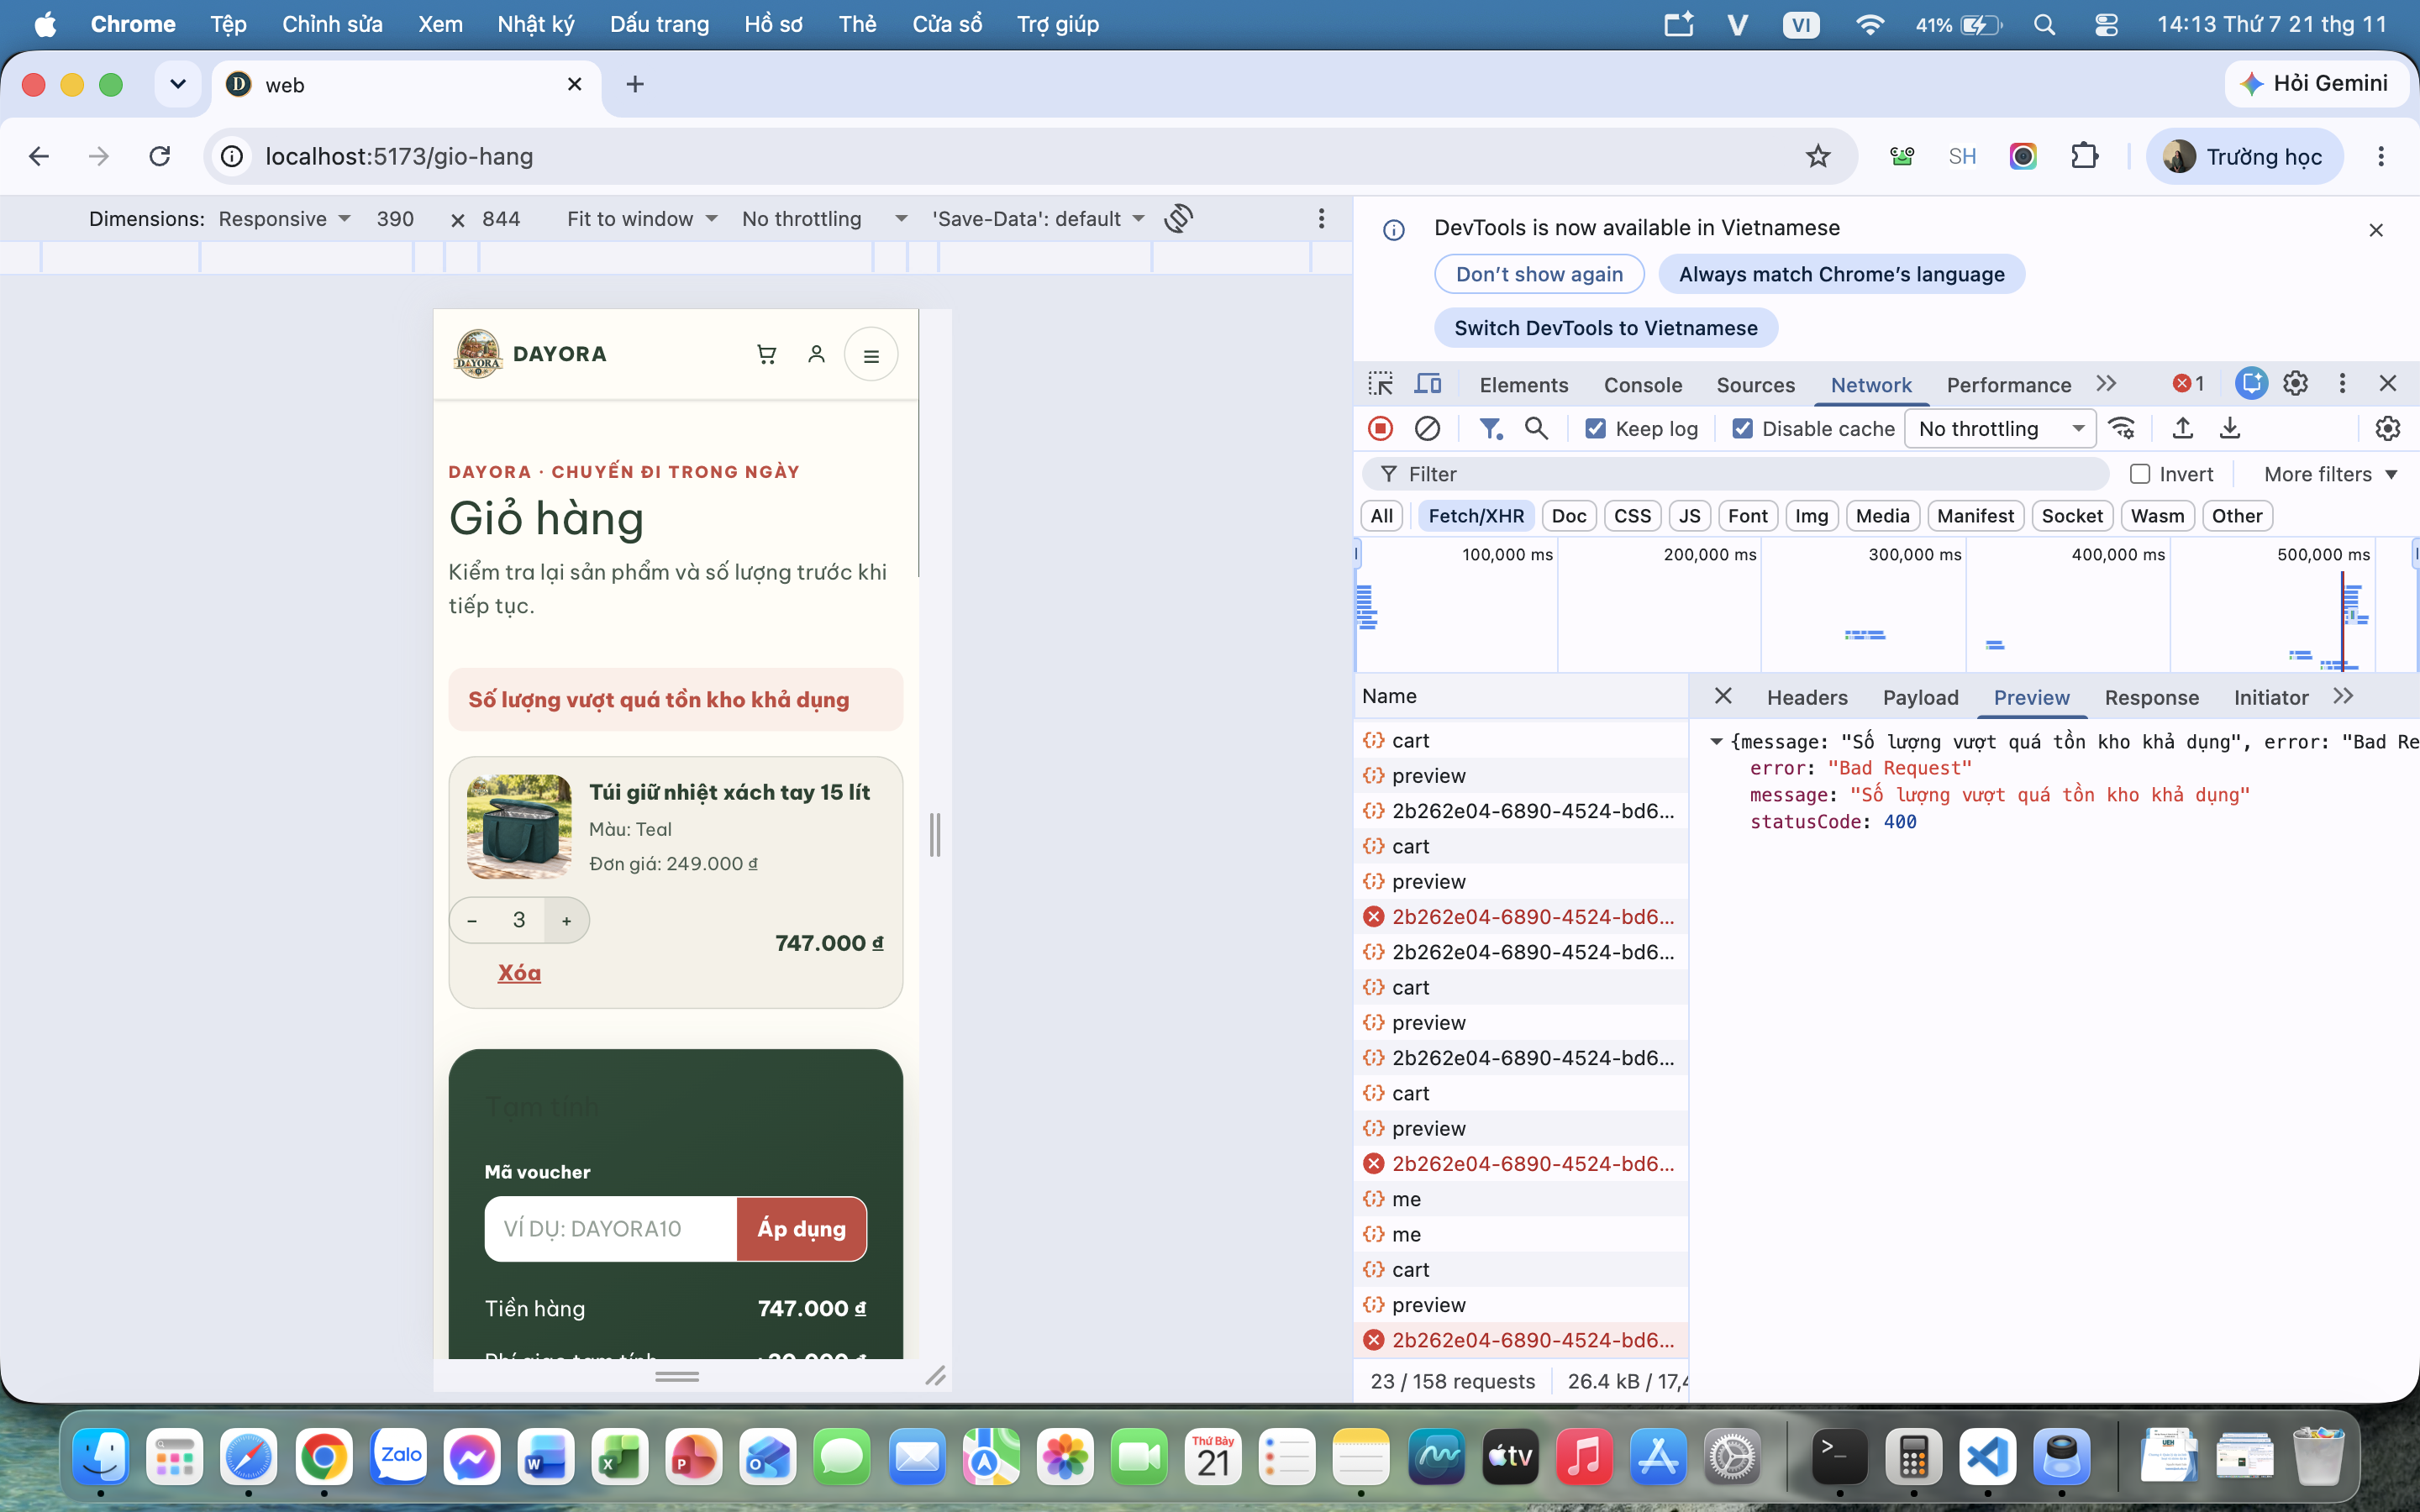 Chrome Tệp Chỉnh sửa Xem Nhật ký Dấu trang Hồ sơ Thẻ Cửa sổ Trợ giúp V VI 41% 14:13 Thứ 7 21 thg 11
D web Hỏi Gemini
localhost:5173/gio-hang SH Trường học
Dimensions: Responsive 390 × 844 Fit to window No throttling 'Save-Data': default
DevTools is now available in Vietnamese
Don't show again Always match Chrome's language
Switch DevTools to Vietnamese
DAYORA DAYORA
Elements Console Sources Network Performance 1
Keep log Disable cache No throttling
Filter Invert More filters
All Fetch/XHR Doc CSS JS Font Img Media Manifest Socket Wasm Other
100,000 ms 200,000 ms 300,000 ms 400,000 ms 500,000 ms
DAYORA · CHUYẾN ĐI TRONG NGÀY
Giỏ hàng
Kiểm tra lại sản phẩm và số lượng trước khi
tiếp tục.
Số lượng vượt quá tồn kho khả dụng
Túi giữ nhiệt xách tay 15 lít
Màu: Teal
Đơn giá: 249.000 ₫
− 3 +
747.000 ₫
Xóa
Tạm tính
Mã voucher
VÍ DỤ: DAYORA10 Áp dụng
Tiền hàng 747.000 ₫
Phí giao tạm tính
Name
cart
preview
2b262e04-6890-4524-bd6...
cart
preview
2b262e04-6890-4524-bd6...
2b262e04-6890-4524-bd6...
cart
preview
2b262e04-6890-4524-bd6...
cart
preview
2b262e04-6890-4524-bd6...
me
me
cart
preview
2b262e04-6890-4524-bd6...
23 / 158 requests 26.4 kB / 17,4
Headers Payload Preview Response Initiator
{message: "Số lượng vượt quá tồn kho khả dụng", error: "Bad Re
error: "Bad Request"
message: "Số lượng vượt quá tồn kho khả dụng"
statusCode: 400
Zalo W X P O Thứ Bảy 21 tv >_